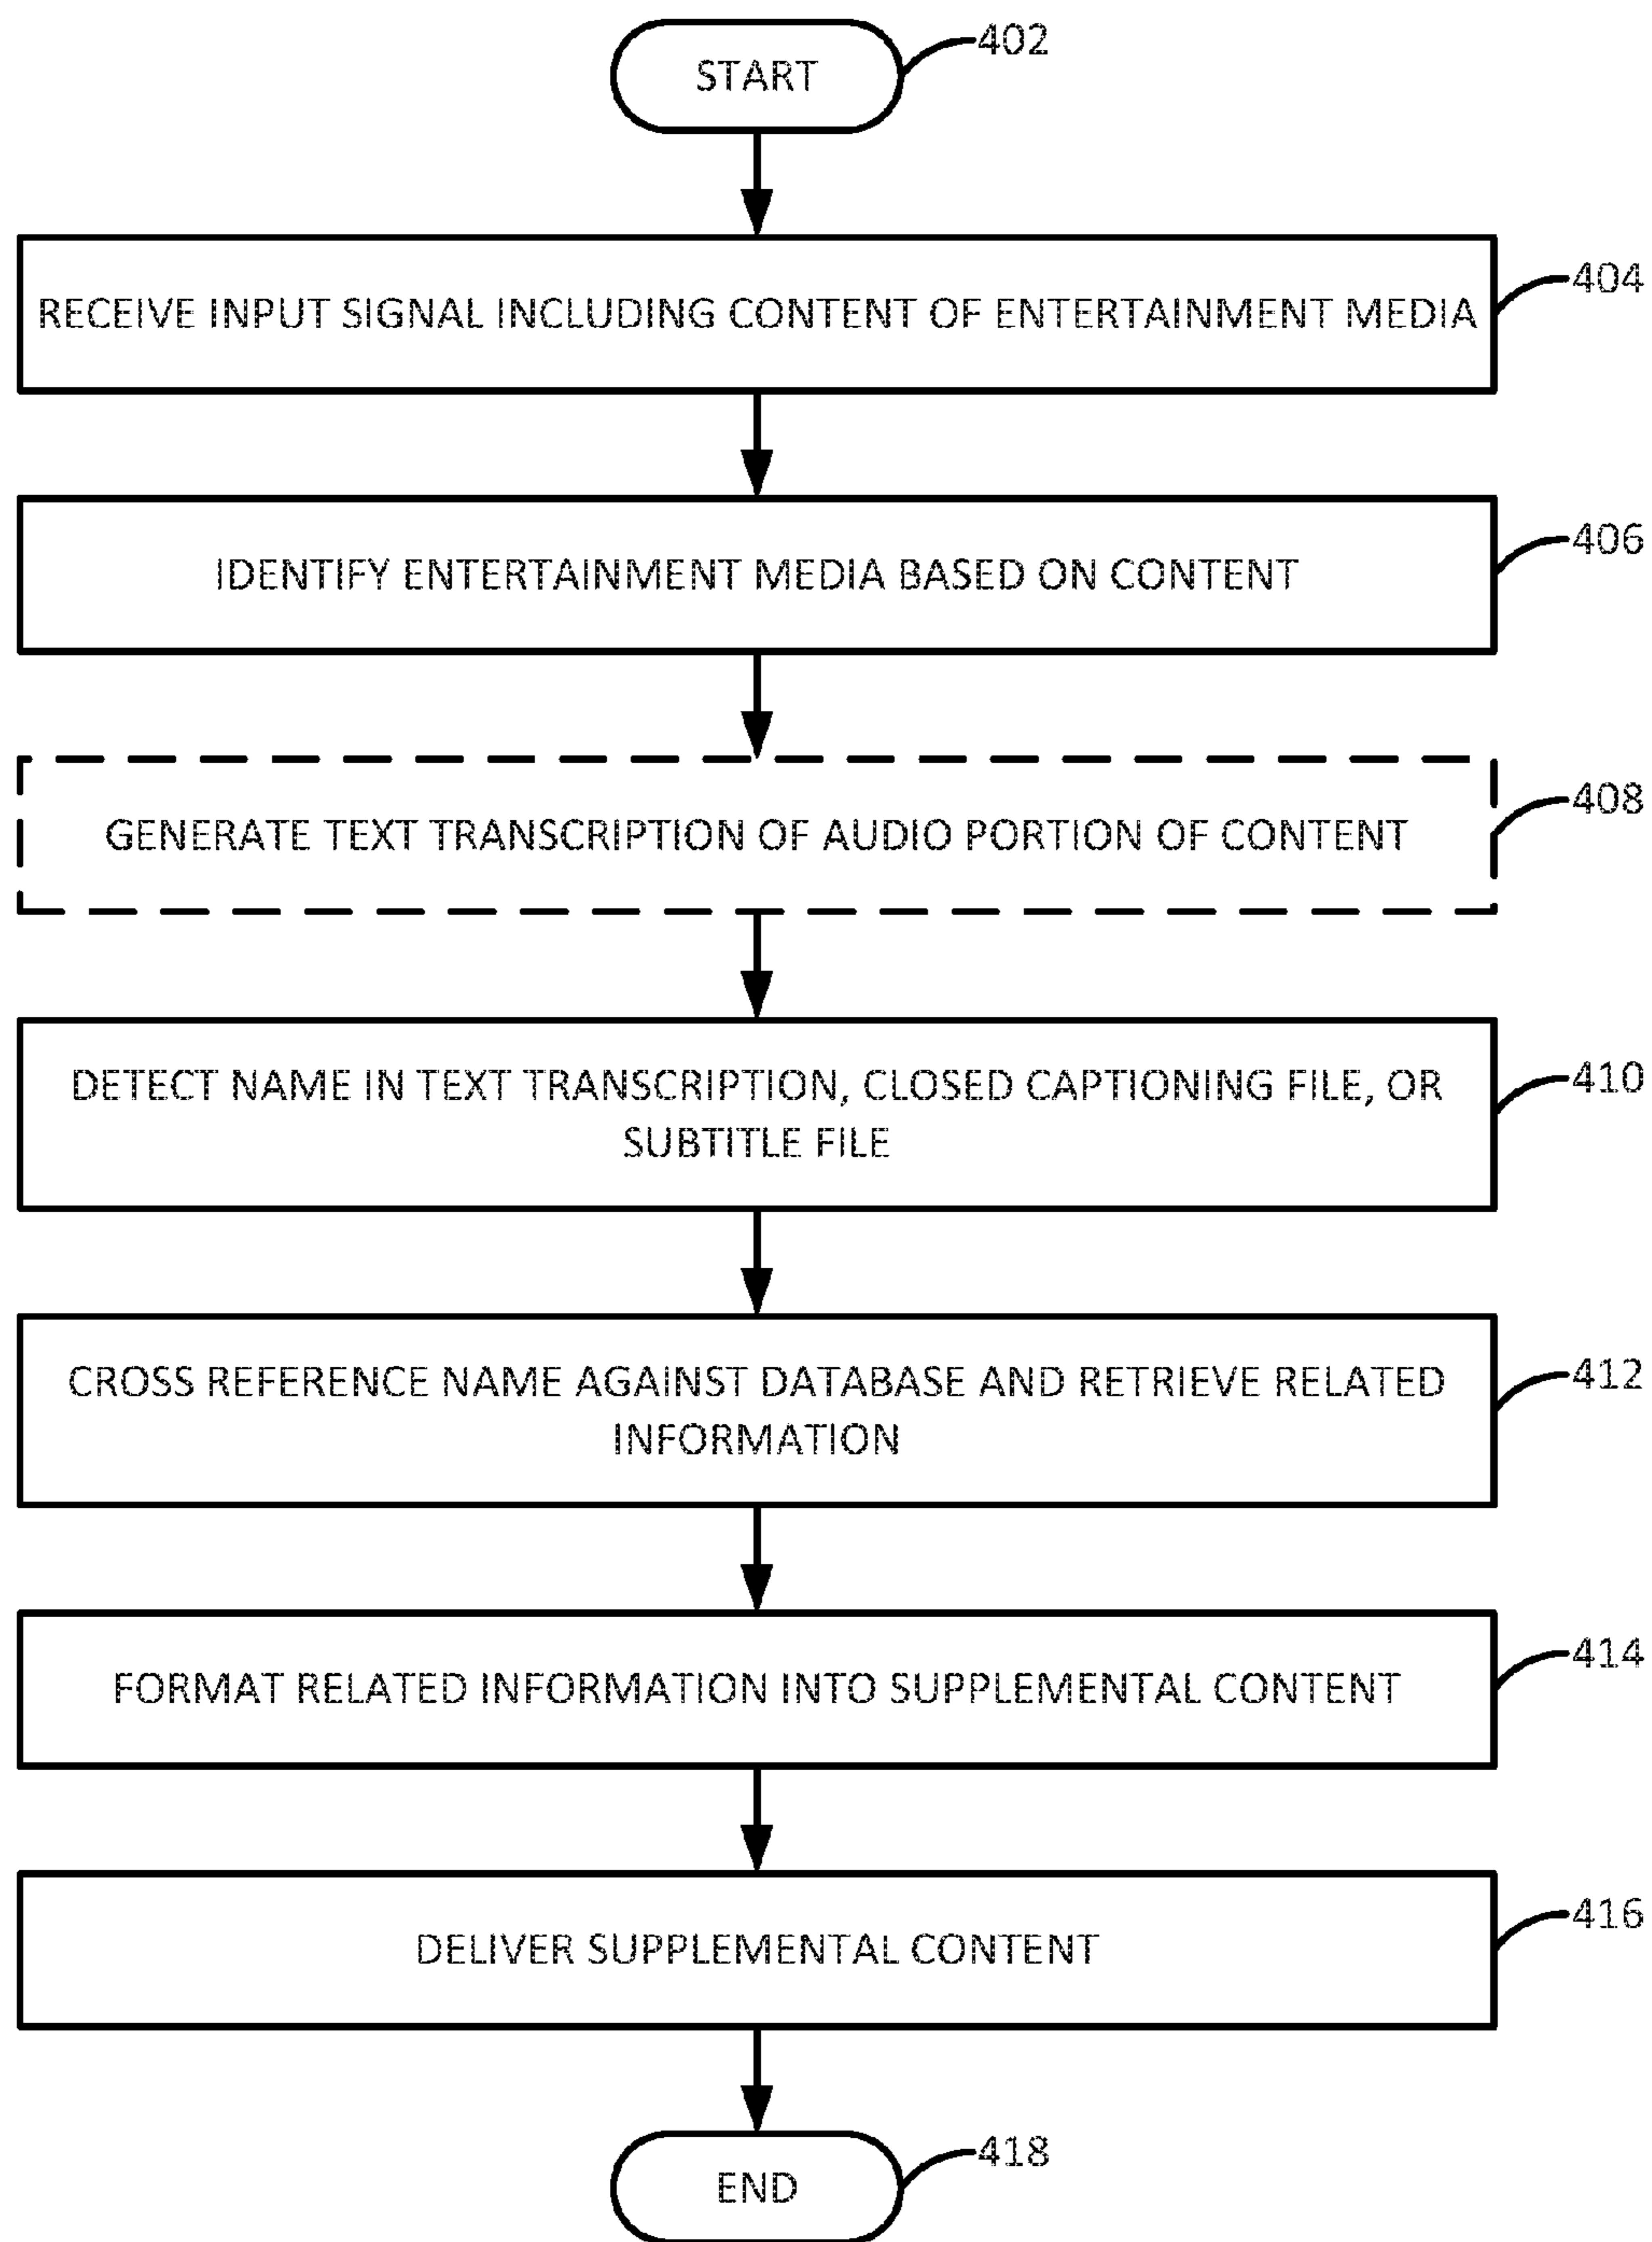 START
402
RECEIVE INPUT SIGNAL INCLUDING CONTENT OF ENTERTAINMENT MEDIA
404
IDENTIFY ENTERTAINMENT MEDIA BASED ON CONTENT
406
GENERATE TEXT TRANSCRIPTION OF AUDIO PORTION OF CONTENT
408
DETECT NAME IN TEXT TRANSCRIPTION, CLOSED CAPTIONING FILE, OR
SUBTITLE FILE
410
CROSS REFERENCE NAME AGAINST DATABASE AND RETRIEVE RELATED
INFORMATION
412
FORMAT RELATED INFORMATION INTO SUPPLEMENTAL CONTENT
414
DELIVER SUPPLEMENTAL CONTENT
416
END
418